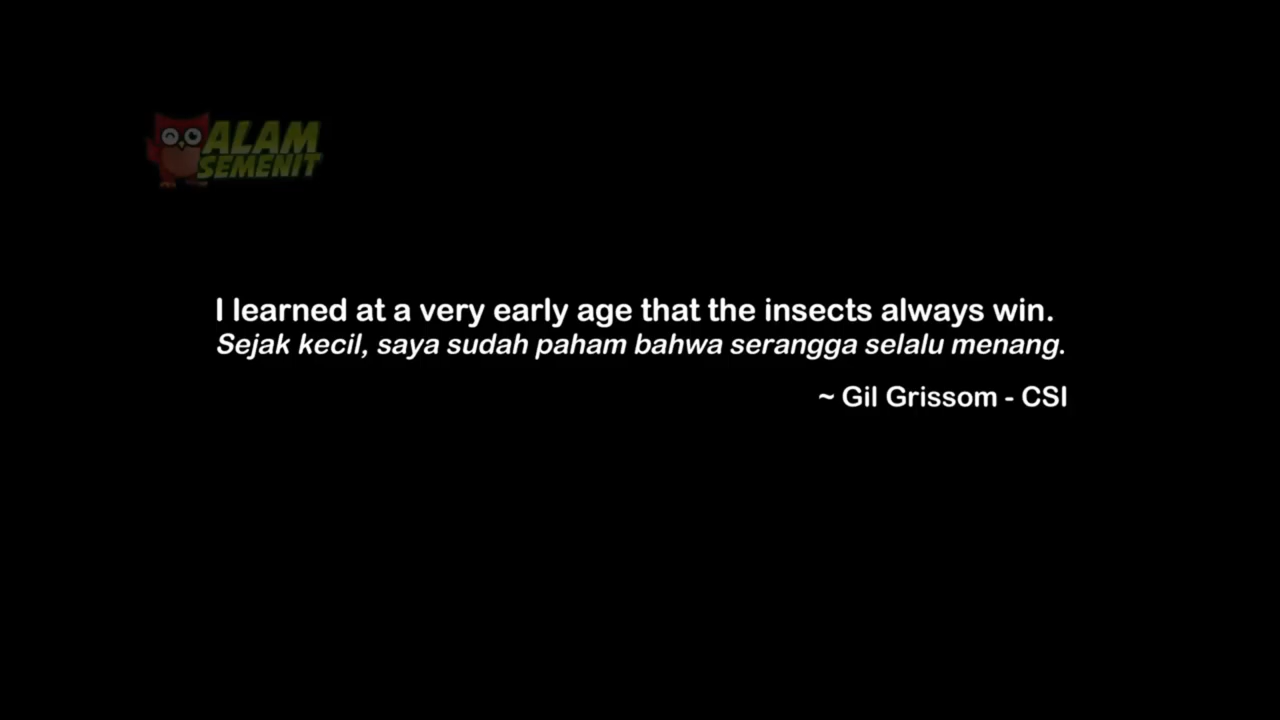 ALAM
SEMENIT
I learned at a very early age that the insects always win.
Sejak kecil, saya sudah paham bahwa serangga selalu menang.
~ Gil Grissom - CSI